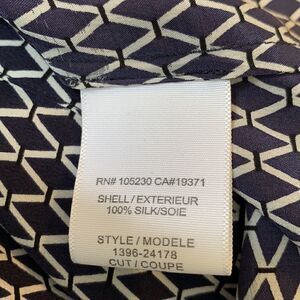 RN# 105230 CA#19371
SHELL / EXTERIEUR
100% SILK/SOIE
STYLE / MODELE
1396-24178
CUT / COUPE